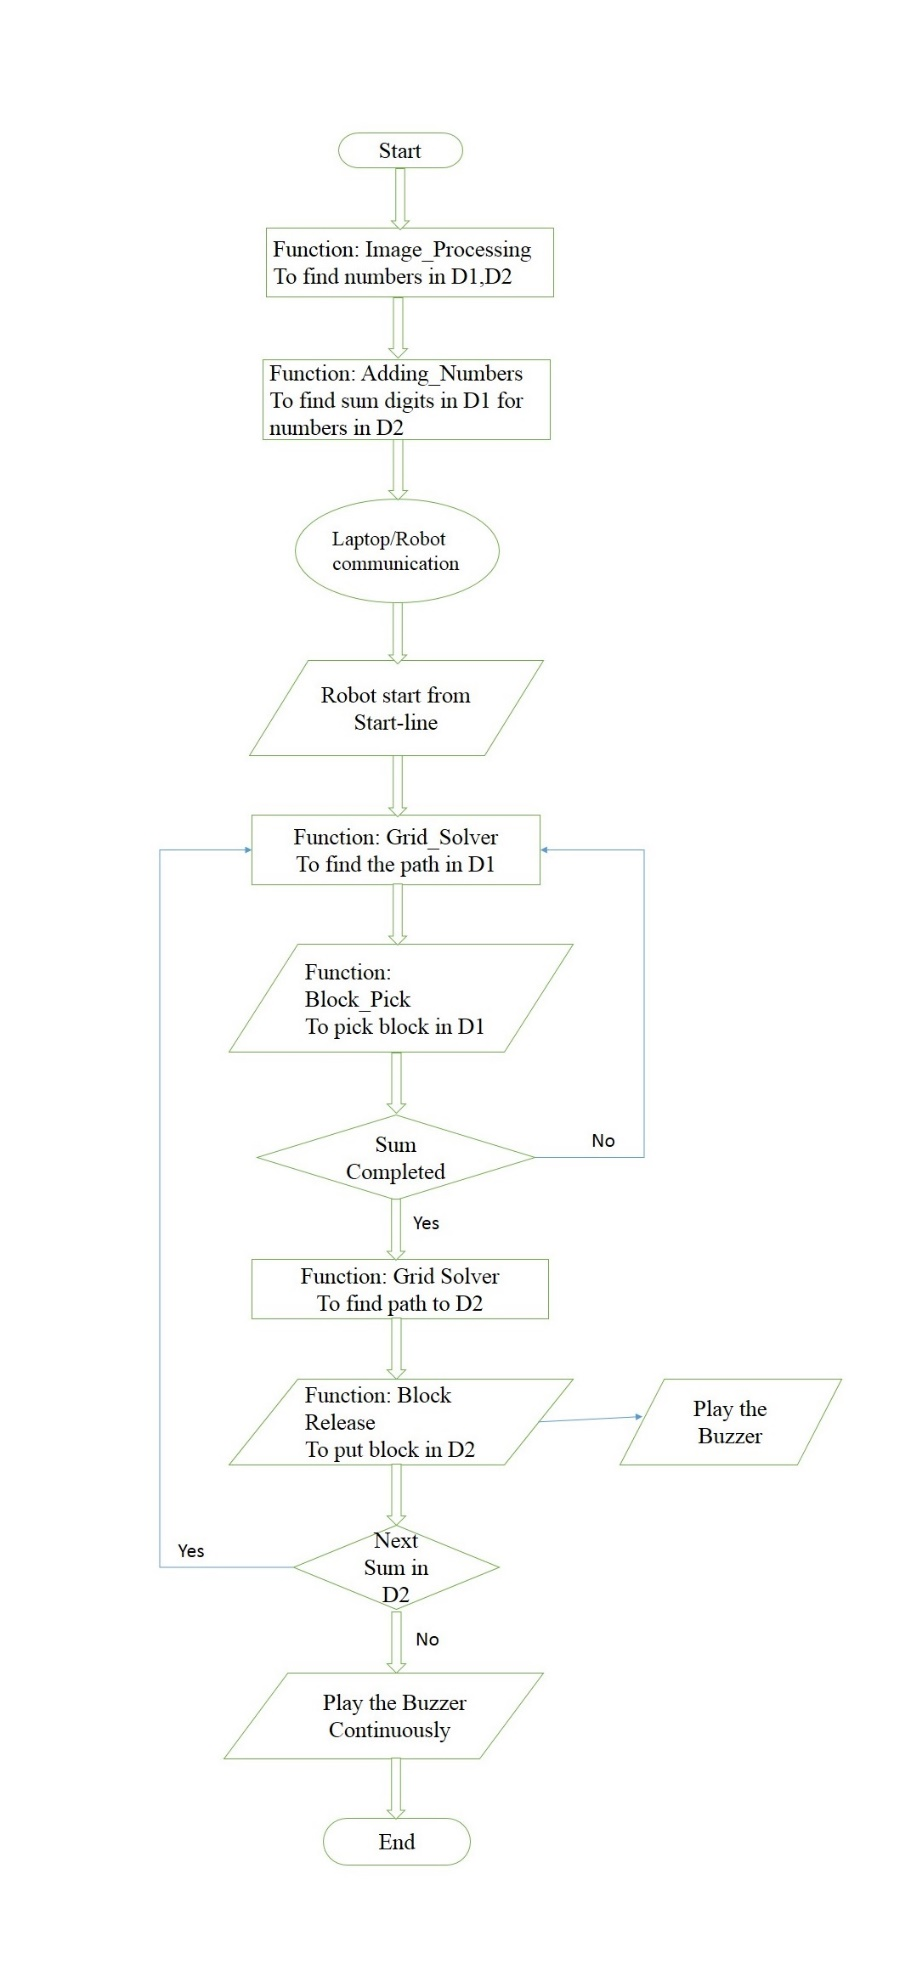 Start
Function: Image_Processing
To find numbers in D1,D2
Function: Adding_Numbers
To find sum digits in D1 for
numbers in D2
Laptop/Robot
communication
Robot start from
Start-line
Function: Grid_Solver
To find the path in D1
Function:
Block_Pick
To pick block in D1
Sum
Completed
No
Yes
Function: Grid Solver
To find path to D2
Function: Block
Release
To put block in D2
Play the
Buzzer
Next
Sum in
D2
Yes
No
Play the Buzzer
Continuously
End